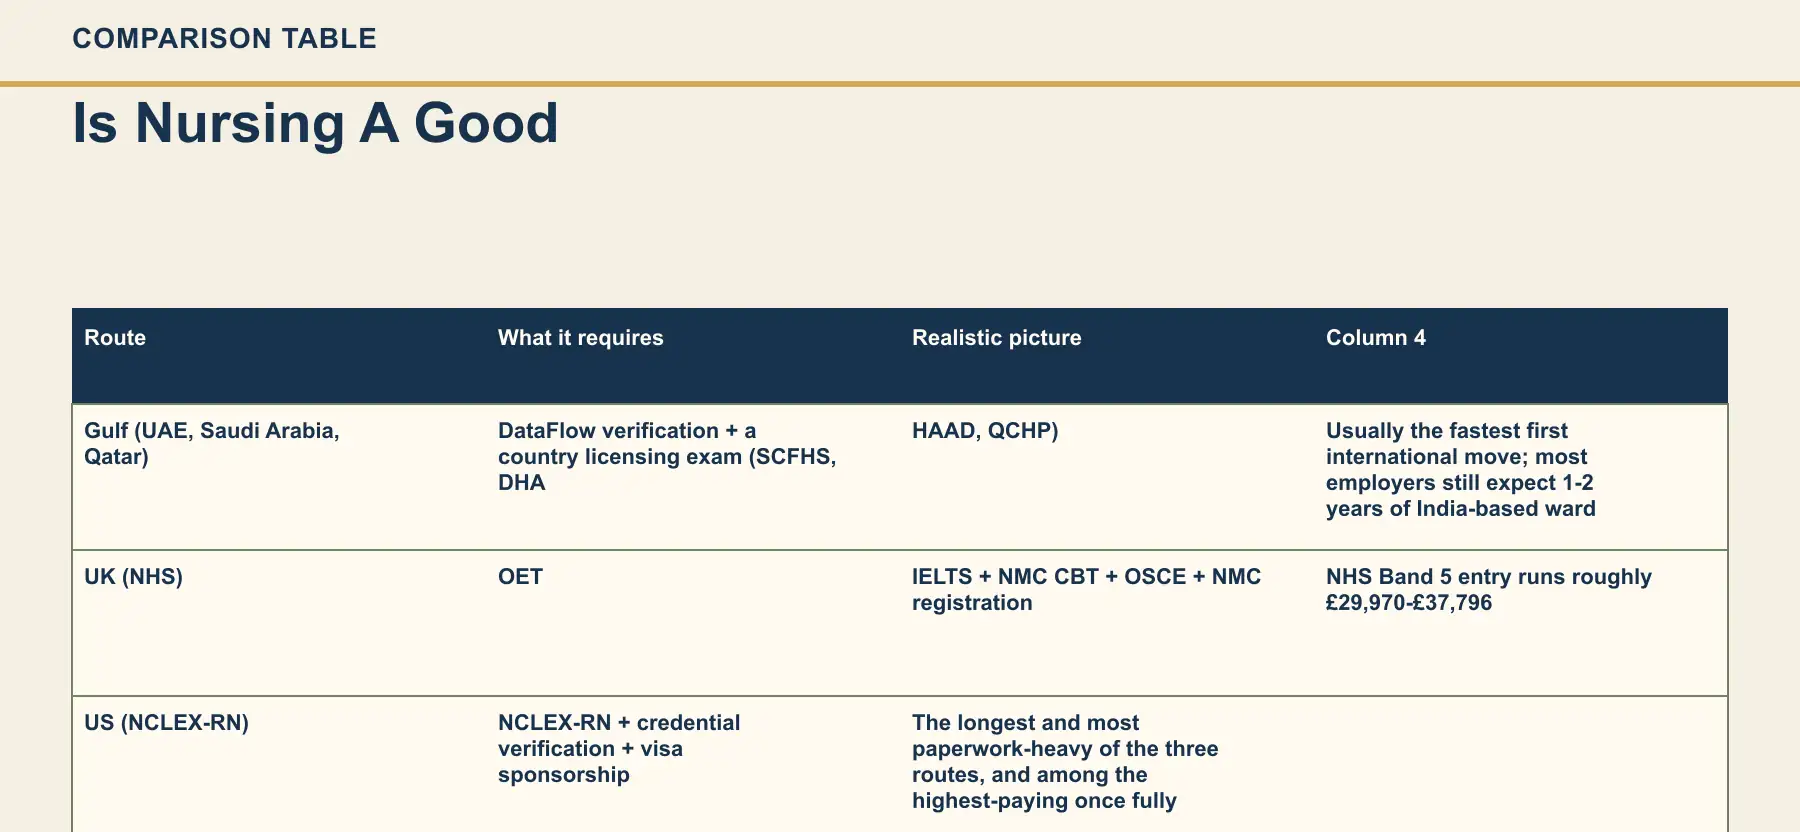 COMPARISON TABLE
Is Nursing A Good
Route
What it requires
Realistic picture
Column 4
Gulf (UAE, Saudi Arabia,
Qatar)
DataFlow verification + a
country licensing exam (SCFHS,
DHA
HAAD, QCHP)
Usually the fastest first
international move; most
employers still expect 1-2
years of India-based ward
UK (NHS)
OET
IELTS + NMC CBT + OSCE + NMC
registration
NHS Band 5 entry runs roughly
£29,970-£37,796
US (NCLEX-RN)
NCLEX-RN + credential
verification + visa
sponsorship
The longest and most
paperwork-heavy of the three
routes, and among the
highest-paying once fully